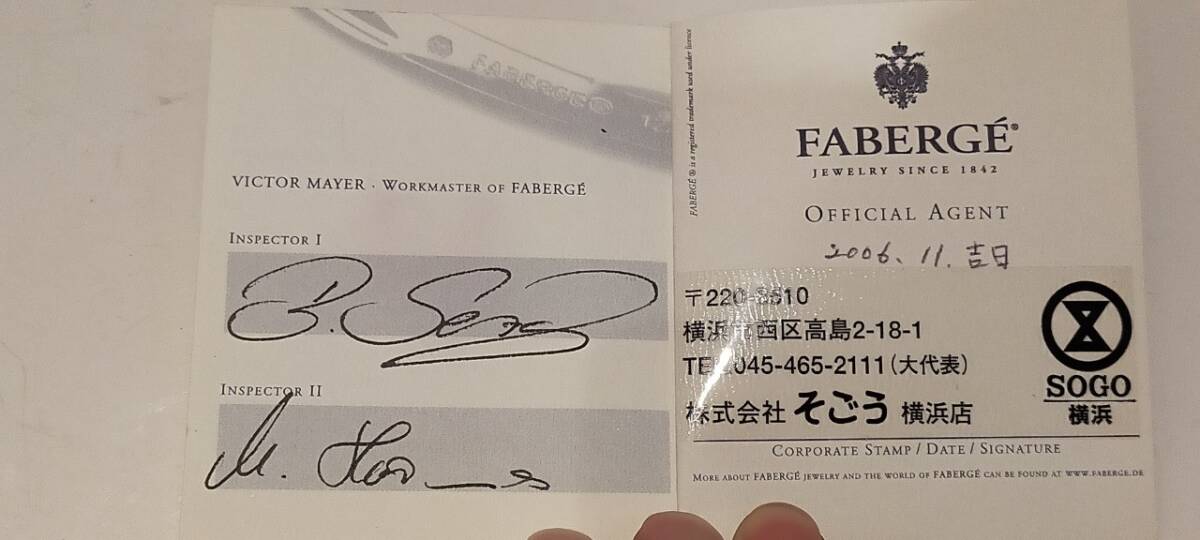 FABERGE®
VICTOR MAYER · WORKMASTER OF FABERGÉ
INSPECTOR I
INSPECTOR II
FABERGÉ ® is a registered trademark used under licence
FABERGÉ®
JEWELRY SINCE 1842
OFFICIAL AGENT
2006. 11. 吉日
〒220-8510
横浜市西区高島2-18-1
TEL 045-465-2111(大代表)
株式会社 そごう 横浜店
SOGO
横浜
CORPORATE STAMP / DATE / SIGNATURE
MORE ABOUT FABERGÉ JEWELRY AND THE WORLD OF FABERGÉ CAN BE FOUND AT WWW.FABERGE.DE